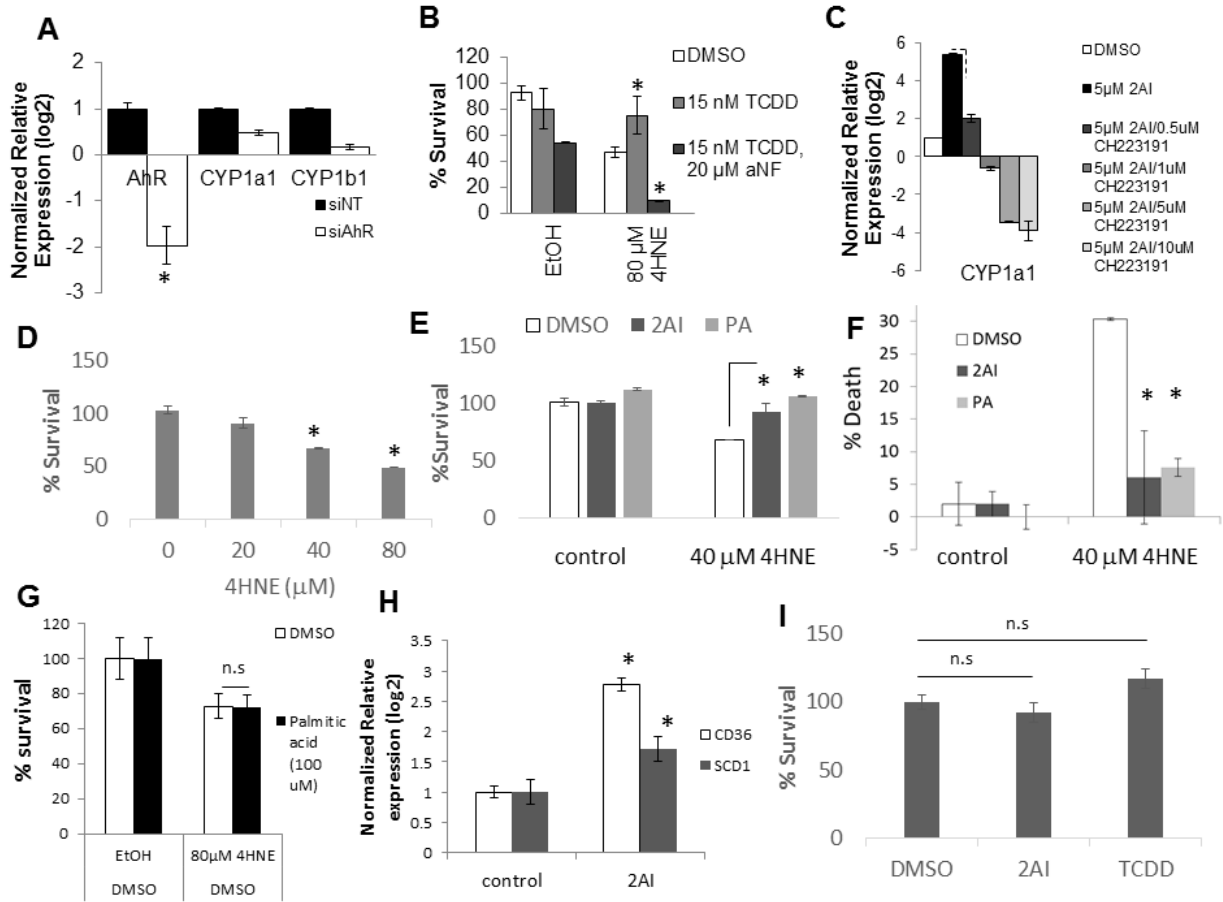 A
Normalized Relative
Expression (log2)
2
1
0
-1
-2
-3
AhR
CYP1a1
CYP1b1
siNT
siAhR
*
B
% Survival
120
100
80
60
40
20
0
*
*
EtOH
80 µM
4HNE
DMSO
15 nM TCDD
15 nM TCDD,
20 µM aNF
C
Normalized Relative
Expression (log2)
6
4
2
0
-2
-4
-6
CYP1a1
DMSO
5µM 2AI
5µM 2AI/0.5uM
CH223191
5µM 2AI/1uM
CH223191
5µM 2AI/5uM
CH223191
5µM 2AI/10uM
CH223191
D
% Survival
150
100
50
0
*
*
0
20
40
80
4HNE (µM)
E
DMSO
2AI
PA
%Survival
150
100
50
0
*
*
control
40 µM 4HNE
F
% Death
30
25
20
15
10
5
0
-5
DMSO
2AI
PA
*
*
control
40 µM 4HNE
G
% survival
120
100
80
60
40
20
0
n.s
DMSO
Palmitic
acid
(100
uM)
EtOH
80µM 4HNE
DMSO
DMSO
H
Normalized Relative
expression (log2)
3.5
3
2.5
2
1.5
1
0.5
0
*
*
CD36
SCD1
control
2AI
I
% Survival
150
100
50
0
n.s
n.s
DMSO
2AI
TCDD